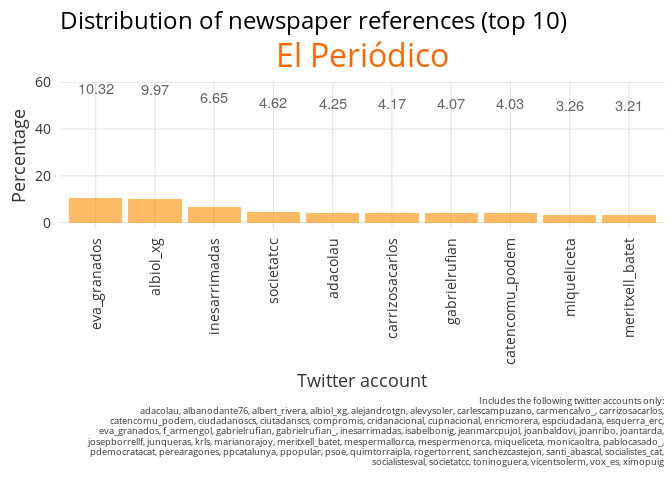 Distribution of newspaper references (top 10)
El Periódico
Percentage
60
40
20
0
10.32 9.97 6.65 4.62 4.25 4.17 4.07 4.03 3.26 3.21
eva_granados
albiol_xg
inesarrimadas
societatcc
adacolau
carrizosacarlos
gabrielrufian
catencomu_podem
miqueliceta
meritxell_batet
Twitter account
Includes the following twitter accounts only:
adacolau, albanodante76, albert_rivera, albiol_xg, alejandrotgn, alevysoler, carlescampuzano, carmencalvo_, carrizosacarlos,
catencomu_podem, ciudadanoscs, ciutadanscs, compromis, cridanacional, cupnacional, enricmorera, espciudadana, esquerra_erc,
eva_granados, f_armengol, gabrielrufian, gabrielrufian_, inesarrimadas, isabelbonig, jeanmarcpujol, joanbaldovi, joanribo, joantarda,
josepborrellf, junqueras, krls, marianorajoy, meritxell_batet, mespermallorca, mespermenorca, miqueliceta, monicaoltra, pablocasado_,
pdemocratacat, perearagones, ppcatalunya, ppopular, psoe, quimtorraipla, rogertorrent, sanchezcastejon, santi_abascal, socialistes_cat,
socialistesval, societatcc, toninoguera, vicentsolerm, vox_es, ximopuig